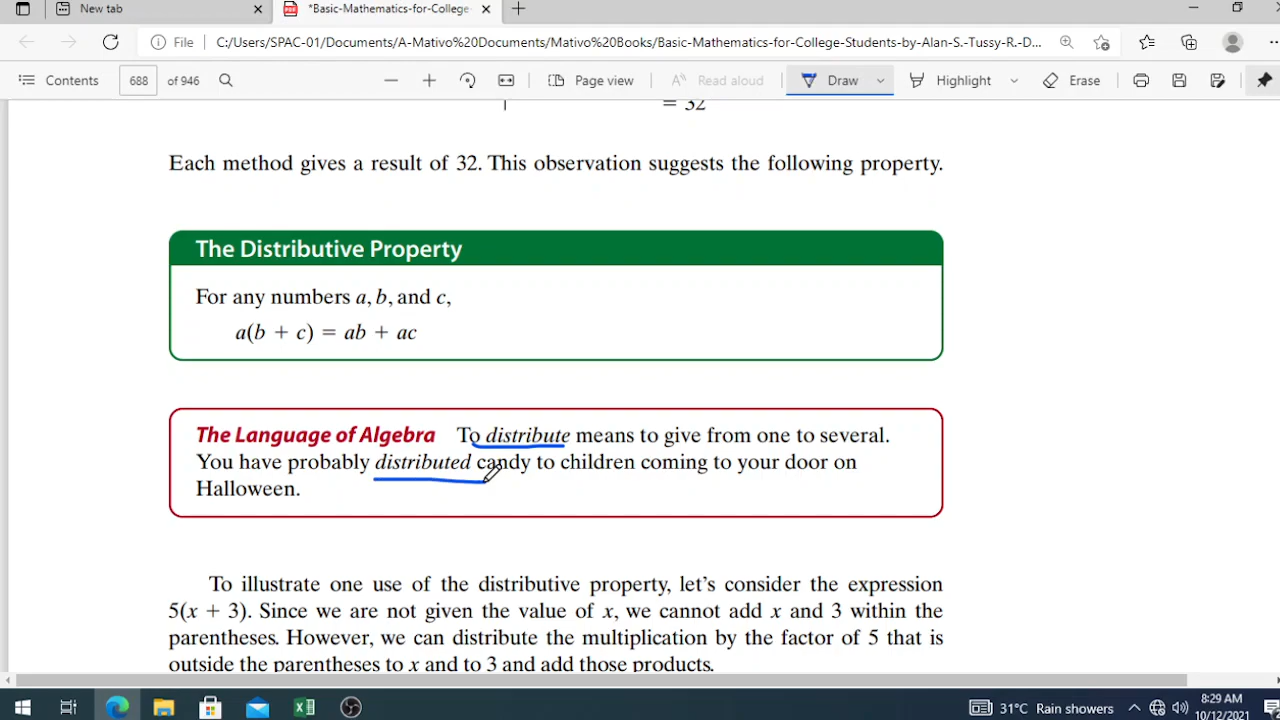 New tab
*Basic-Mathematics-for-College-
File
C:/Users/SPAC-01/Documents/A-Mativo%20Documents/Mativo%20Books/Basic-Mathematics-for-College-Students-by-Alan-S.-Tussy-R.-D...
Contents
688 of 946
Page view
Read aloud
Draw
Highlight
Erase
= 32
Each method gives a result of 32. This observation suggests the following property.
The Distributive Property
For any numbers a, b, and c,
a(b + c) = ab + ac
The Language of Algebra To distribute means to give from one to several.
You have probably distributed candy to children coming to your door on
Halloween.
To illustrate one use of the distributive property, let's consider the expression
5(x + 3). Since we are not given the value of x, we cannot add x and 3 within the
parentheses. However, we can distribute the multiplication by the factor of 5 that is
outside the parentheses to x and to 3 and add those products.
31°C Rain showers
8:29 AM
10/12/2021